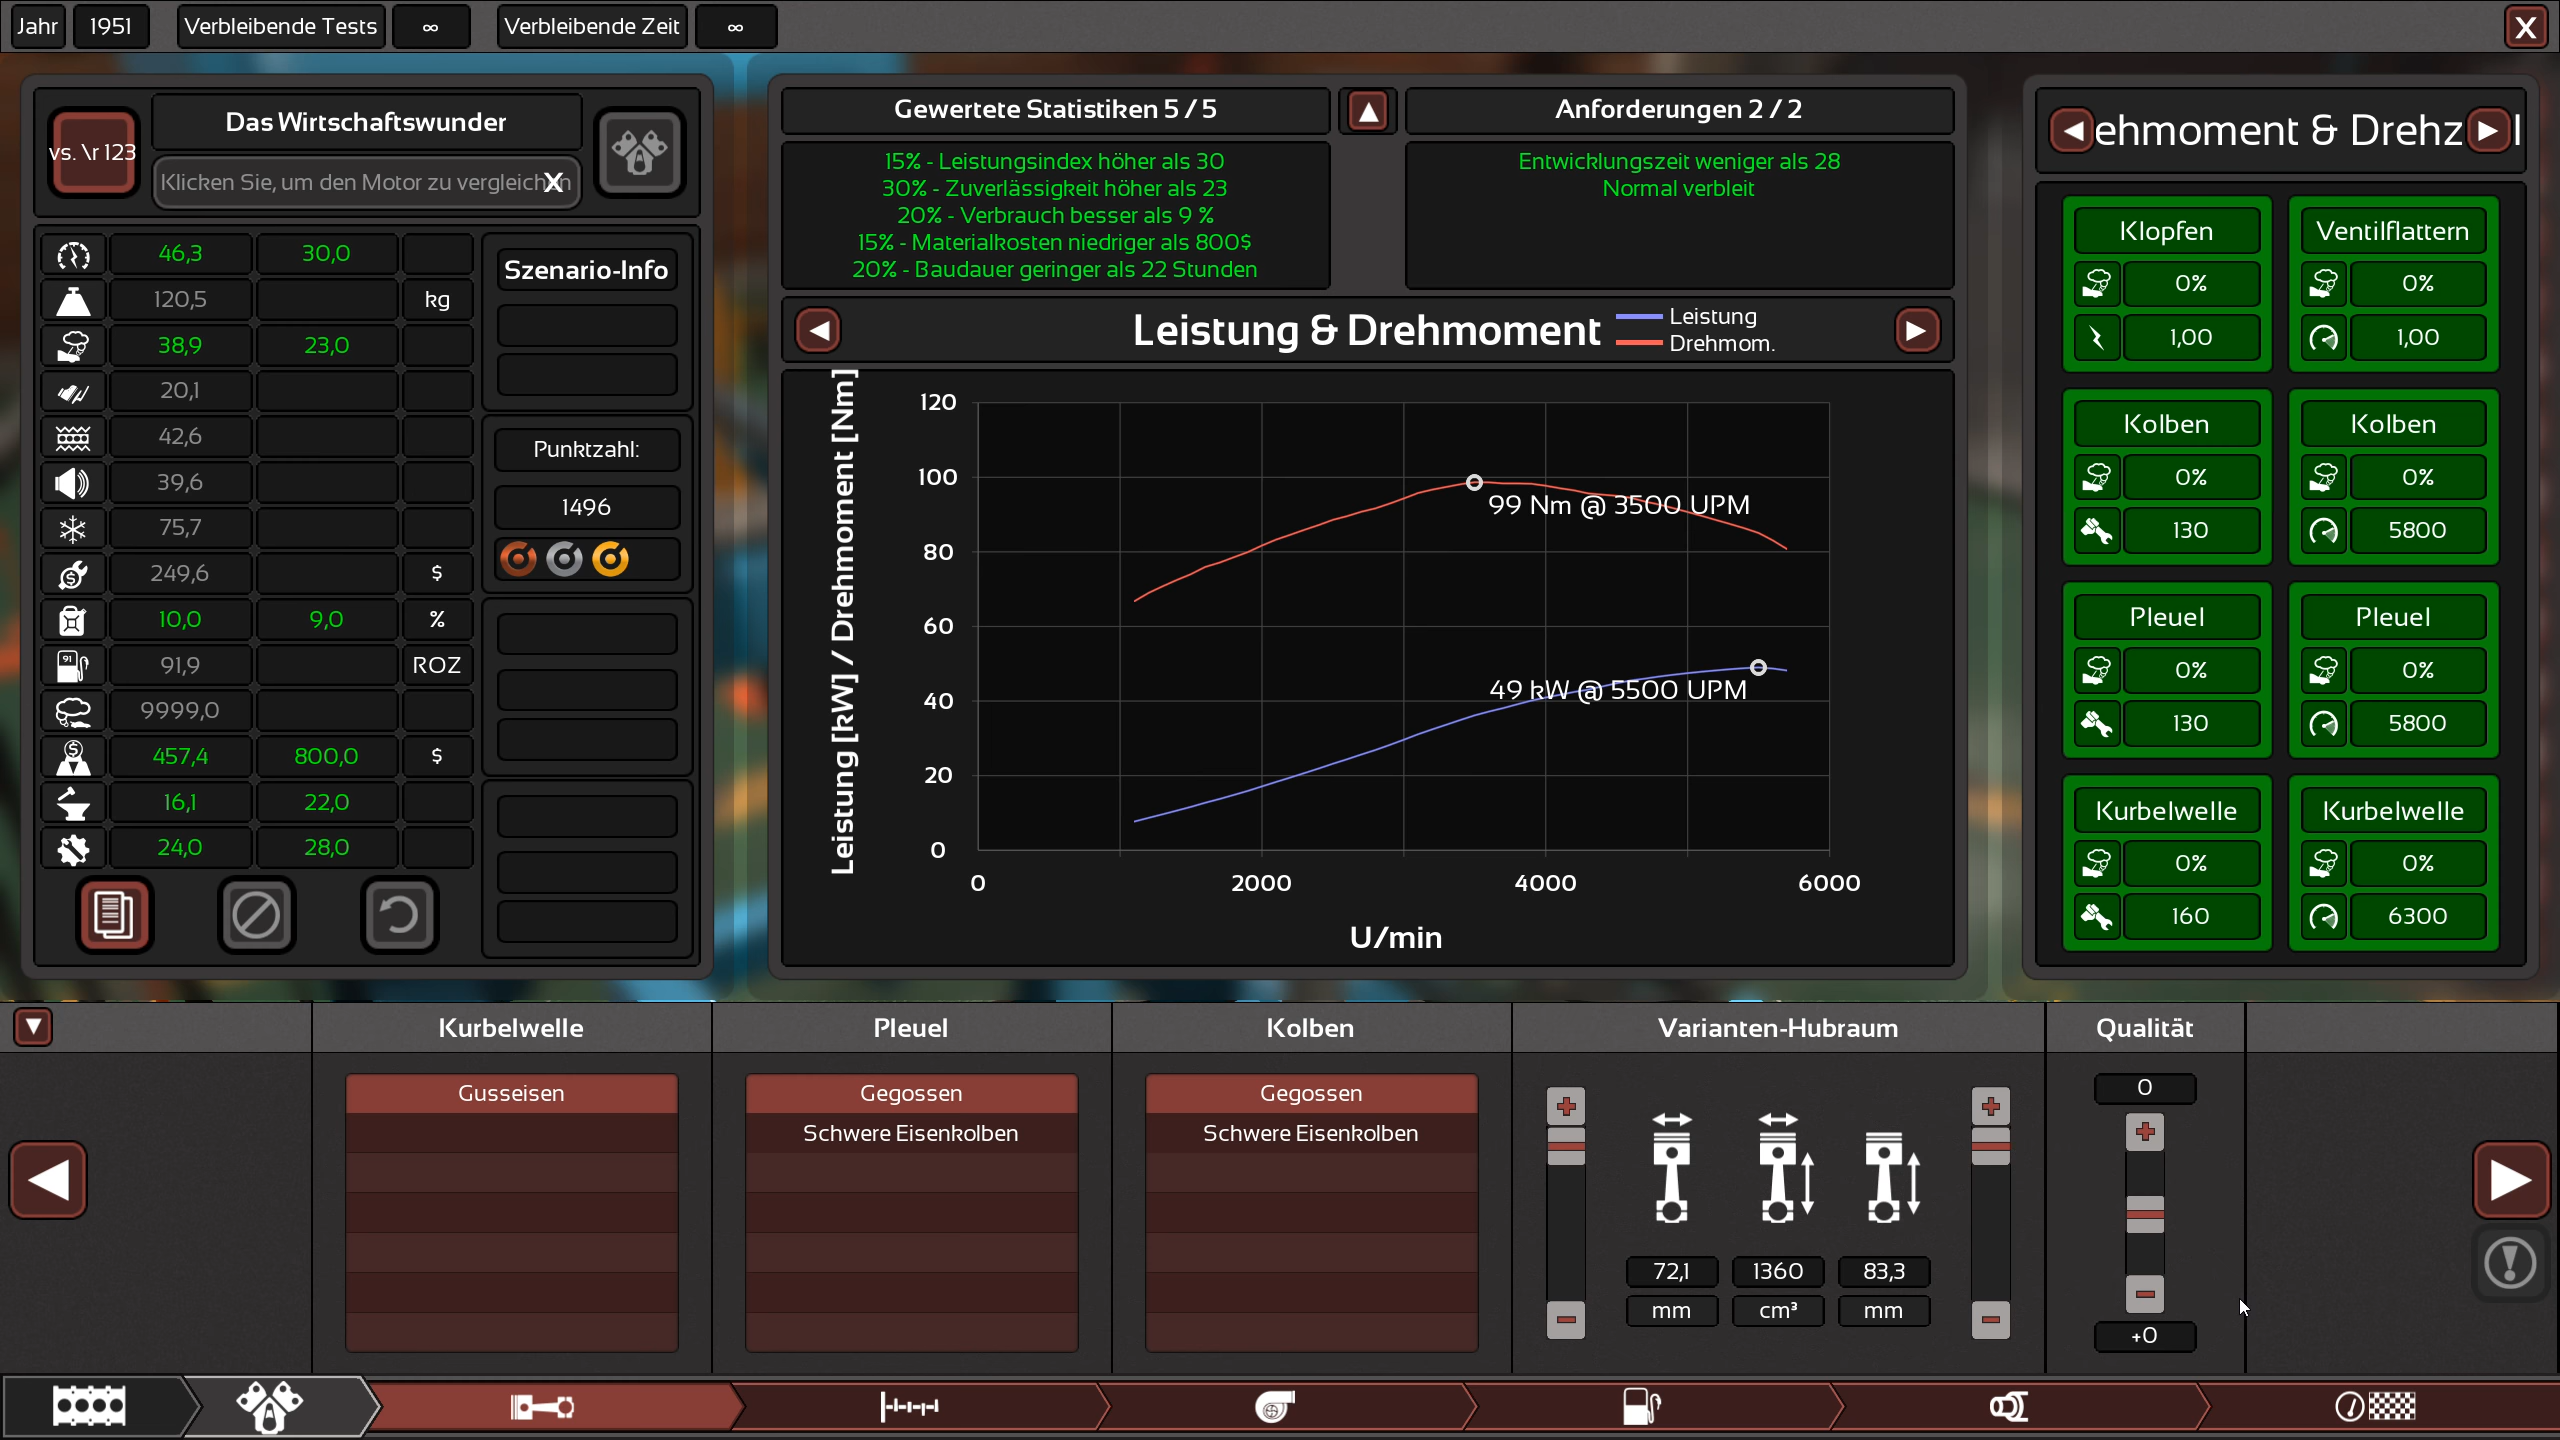 Jahr 1951 Verbleibende Tests ∞ Verbleibende Zeit ∞ X
vs. \r 123
Das Wirtschaftswunder
Klicken Sie, um den Motor zu vergleichen
X
46,3 30,0
120,5 kg
38,9 23,0
20,1
42,6
39,6
75,7
249,6 $
10,0 9,0 %
91
91,9 ROZ
9999,0
457,4 800,0 $
16,1 22,0
24,0 28,0
Szenario-Info
Punktzahl:
1496
Gewertete Statistiken 5 / 5
15% - Leistungsindex höher als 30
30% - Zuverlässigkeit höher als 23
20% - Verbrauch besser als 9 %
15% - Materialkosten niedriger als 800$
20% - Baudauer geringer als 22 Stunden
Anforderungen 2 / 2
Entwicklungszeit weniger als 28
Normal verbleit
Leistung & Drehmoment
Leistung
Drehmom.
Leistung [kW] / Drehmoment [Nm]
120
100
80
60
40
20
0
99 Nm @ 3500 UPM
49 kW @ 5500 UPM
0 2000 4000 6000
U/min
ehmoment & Drehz l
Klopfen Ventilflattern
0% 0%
1,00 1,00
Kolben Kolben
0% 0%
130 5800
Pleuel Pleuel
0% 0%
130 5800
Kurbelwelle Kurbelwelle
0% 0%
160 6300
Kurbelwelle
Gusseisen
Pleuel
Gegossen
Schwere Eisenkolben
Kolben
Gegossen
Schwere Eisenkolben
Varianten-Hubraum
72,1 1360 83,3
mm cm³ mm
Qualität
0
+0